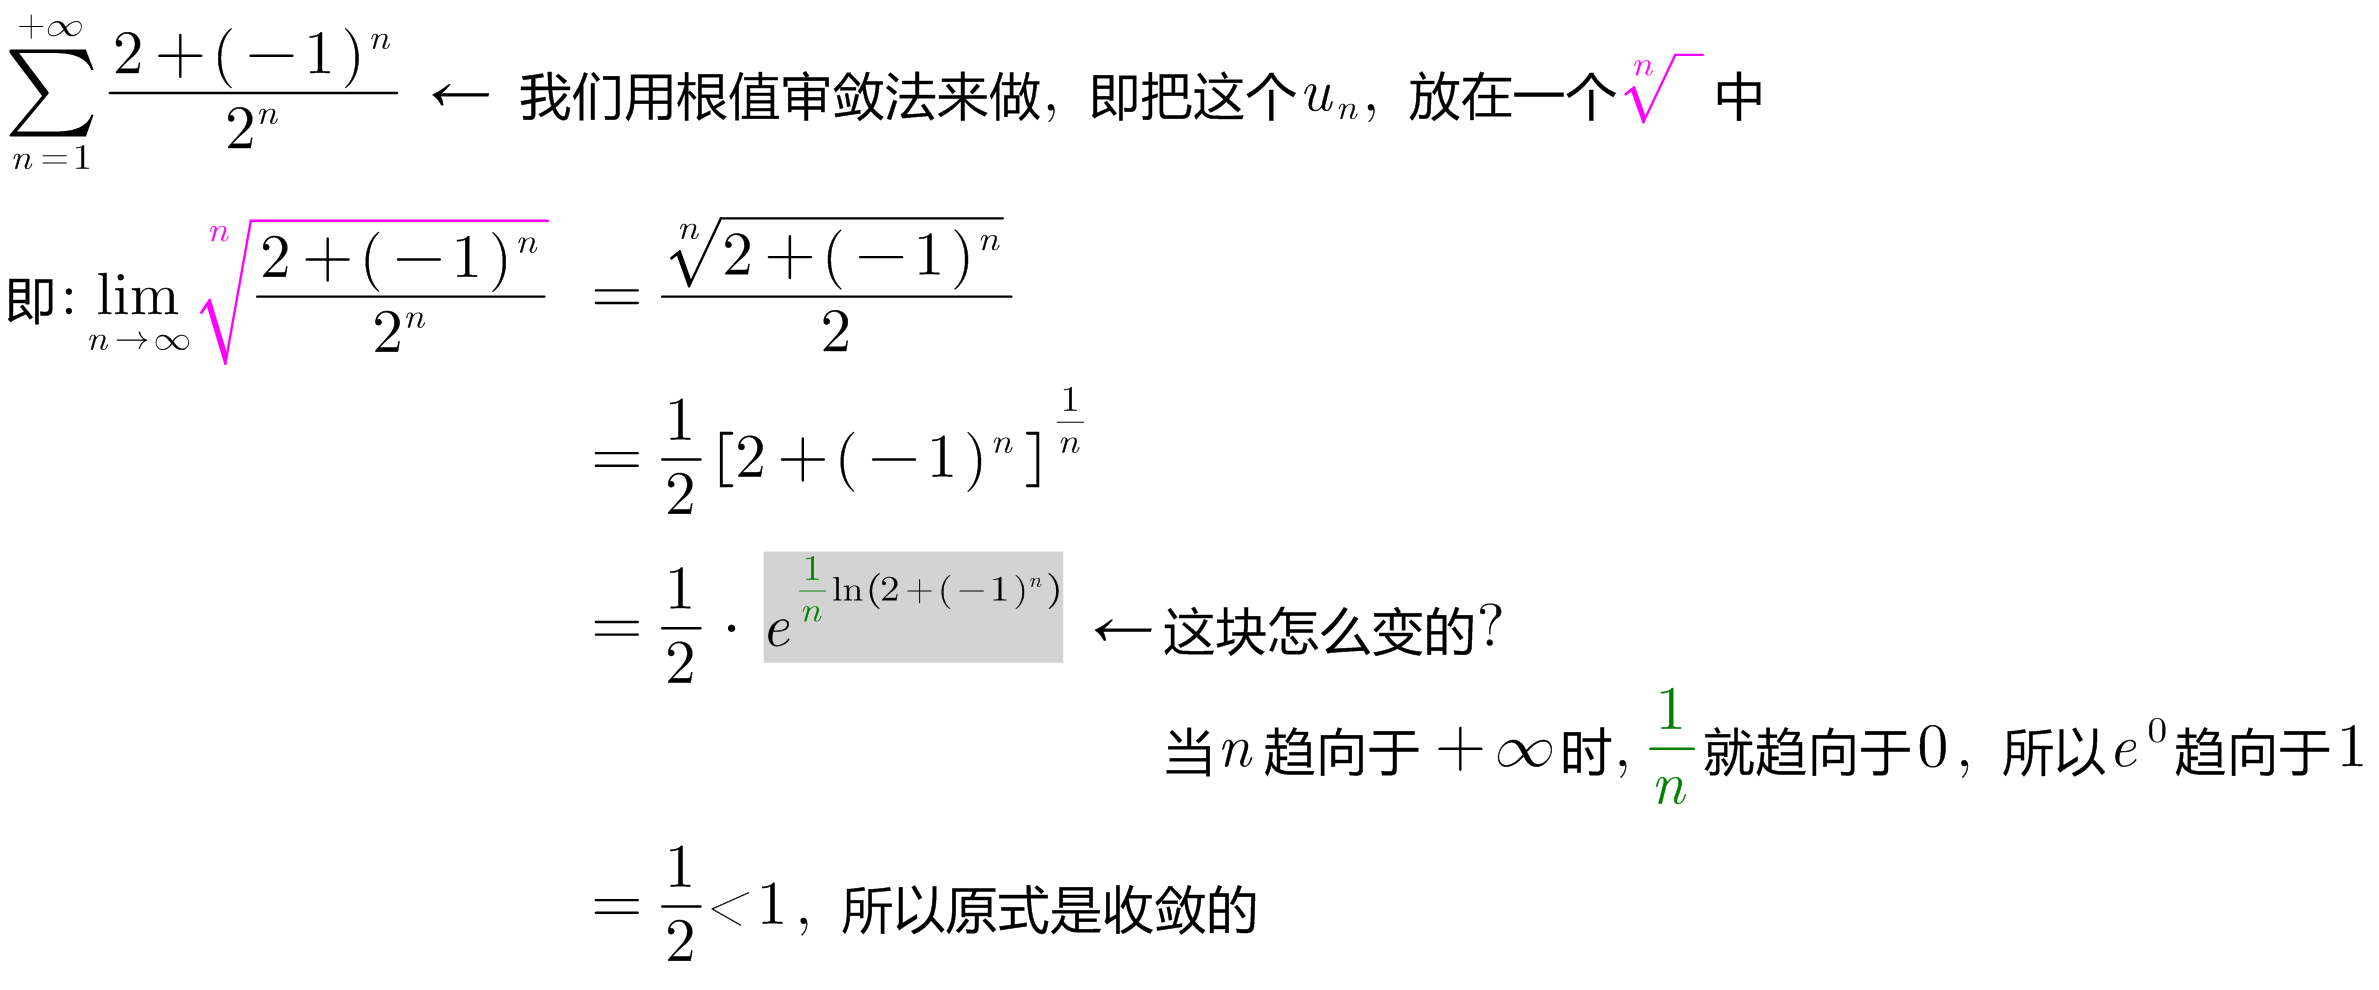 $\sum_{n=1}^{+\infty} \frac{2+(-1)^n}{2^n}$ ← 我们用根值审敛法来做，即把这个$u_n$，放在一个$\sqrt[n]{\ }$中
即：$\lim_{n\to\infty} \sqrt[n]{\frac{2+(-1)^n}{2^n}} = \frac{\sqrt[n]{2+(-1)^n}}{2}$
$= \frac{1}{2}[2+(-1)^n]^{\frac{1}{n}}$
$= \frac{1}{2} \cdot e^{\frac{1}{n}\ln(2+(-1)^n)}$ ← 这块怎么变的？
当$n$趋向于$+\infty$时，$\frac{1}{n}$就趋向于0，所以$e^0$趋向于1
$= \frac{1}{2} < 1$，所以原式是收敛的